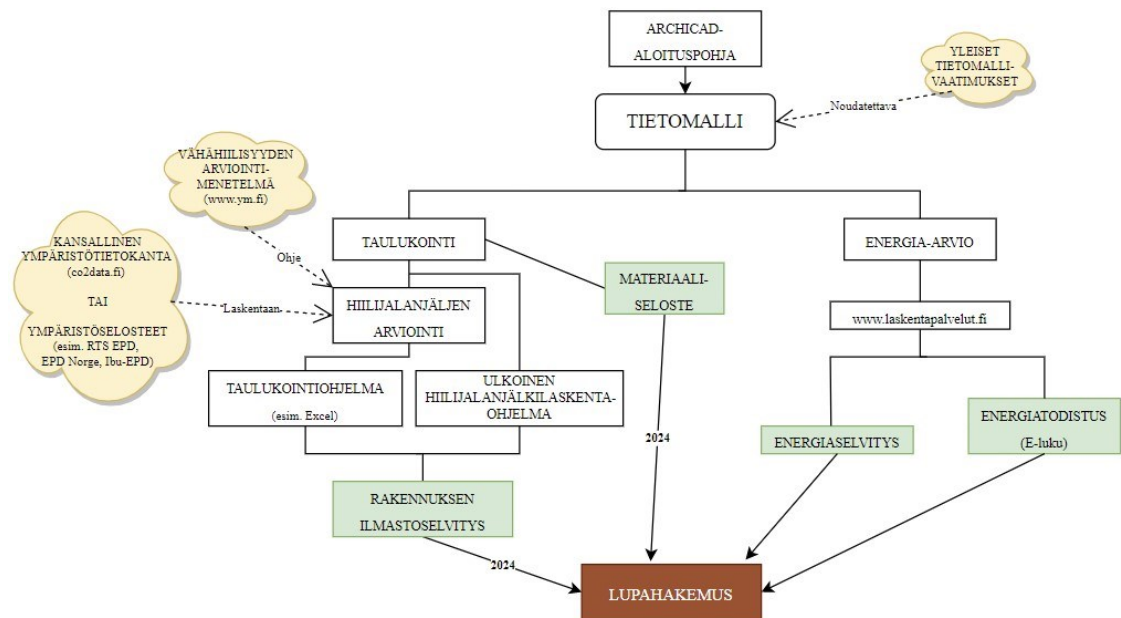 ARCHICAD-
ALOITUSPOHJA
YLEISET
TIETOMALLI-
VAATIMUKSET
Noudatettava
TIETOMALLI
VÄHÄHIILISYYDEN
ARVIOINTI-
MENETELMÄ
(www.ym.fi)
TAULUKOINTI
ENERGIA-ARVIO
KANSALLINEN
YMPÄRISTÖTIETOKANTA
(co2data.fi)
TAI
YMPÄRISTÖSELOSTEET
(esim. RTS EPD,
EPD Norge, Ibu-EPD)
Ohje
Laskentaan
MATERIAALI-
SELOSTE
HIILIJALANJÄLJEN
ARVIOINTI
www.laskentapalvelut.fi
TAULUKOINTIOHJELMA
(esim. Excel)
ULKOINEN
HIILIJALANJÄLKILASKENTA-
OHJELMA
2024
ENERGIASELVITYS
ENERGIATODISTUS
(E-luku)
RAKENNUKSEN
ILMASTOSELVITYS
2024
LUPAHAKEMUS